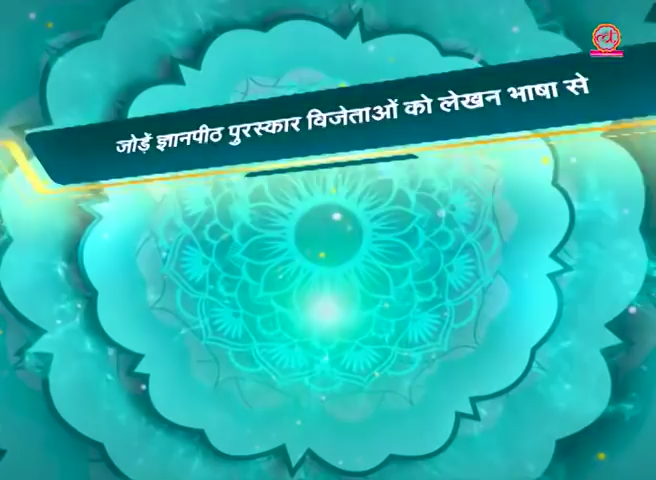 जोड़ें ज्ञानपीठ पुरस्कार विजेताओं को लेखन भाषा से